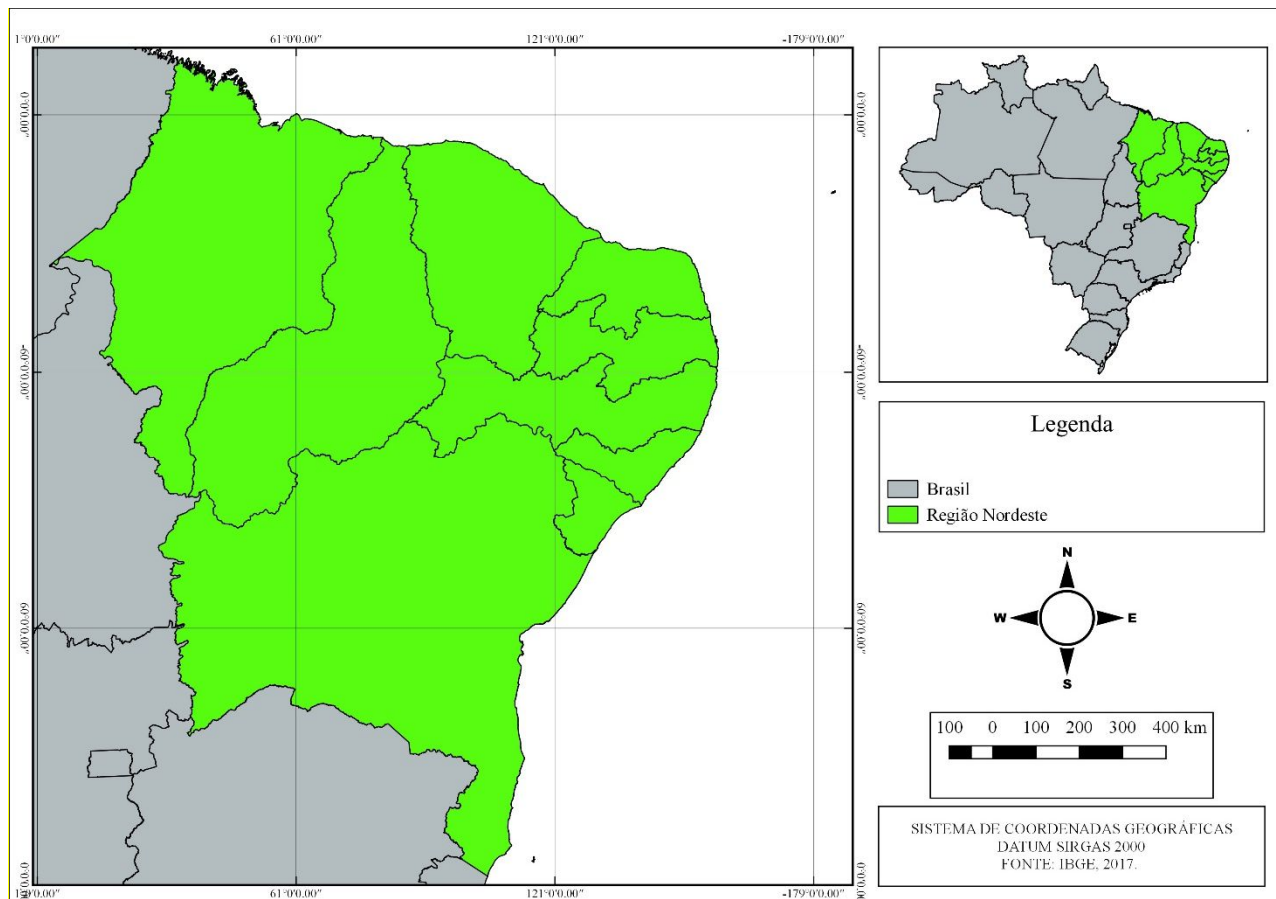 1°0'0.00" 61°0'0.00" 121°0'0.00" -179°0'0.00"
Legenda
Brasil
Região Nordeste
N
W E
S
100 0 100 200 300 400 km
SISTEMA DE COORDENADAS GEOGRÁFICAS
DATUM SIRGAS 2000
FONTE: IBGE, 2017.
61°0'0.00" 121°0'0.00" -179°0'0.00"